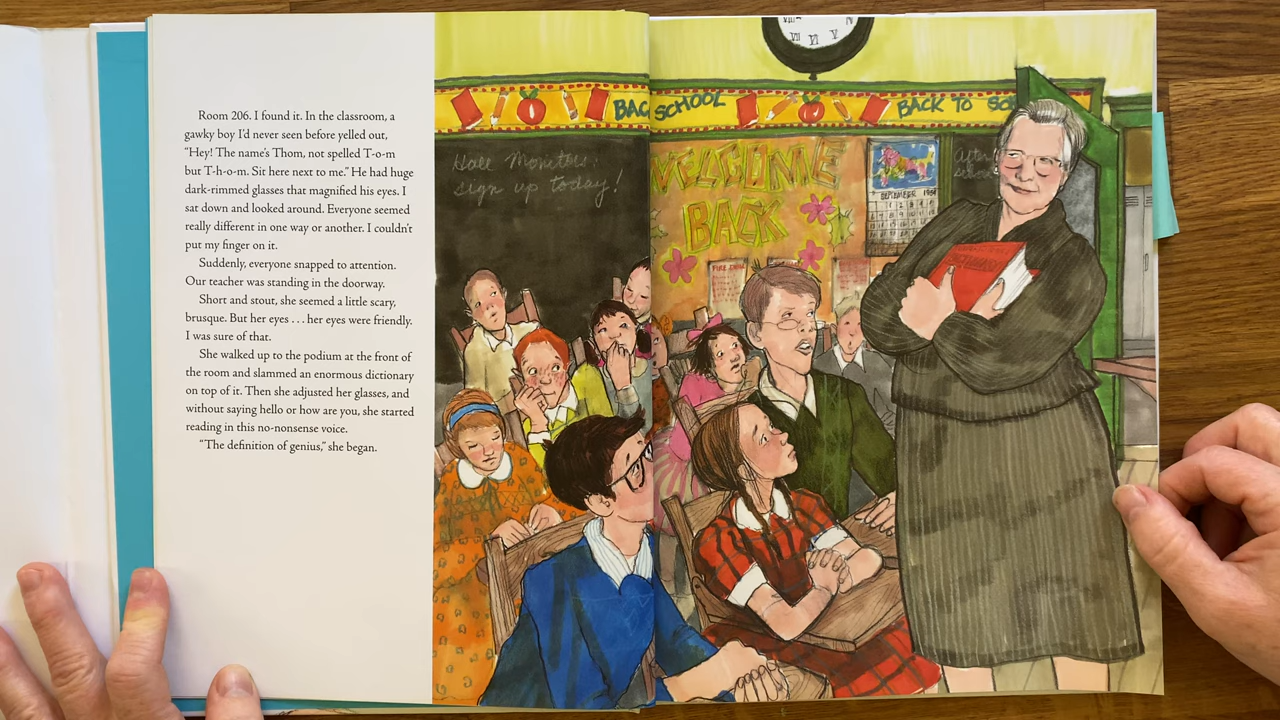 Room 206. I found it. In the classroom, a
gawky boy I'd never seen before yelled out,
"Hey! The name's Thom, not spelled T-o-m
but T-h-o-m. Sit here next to me." He had huge
dark-rimmed glasses that magnified his eyes. I
sat down and looked around. Everyone seemed
really different in one way or another. I couldn't
put my finger on it.
Suddenly, everyone snapped to attention.
Our teacher was standing in the doorway.
Short and stout, she seemed a little scary,
brusque. But her eyes . . . her eyes were friendly.
I was sure of that.
She walked up to the podium at the front of
the room and slammed an enormous dictionary
on top of it. Then she adjusted her glasses, and
without saying hello or how are you, she started
reading in this no-nonsense voice.
"The definition of genius," she began.
BAC SCHOOL
BACK TO SC
Hall Monitors:
sign up today!
WELCOME
BACK
After
SEPTEMBER 1954
FIRE DRILL
DICTIONARY